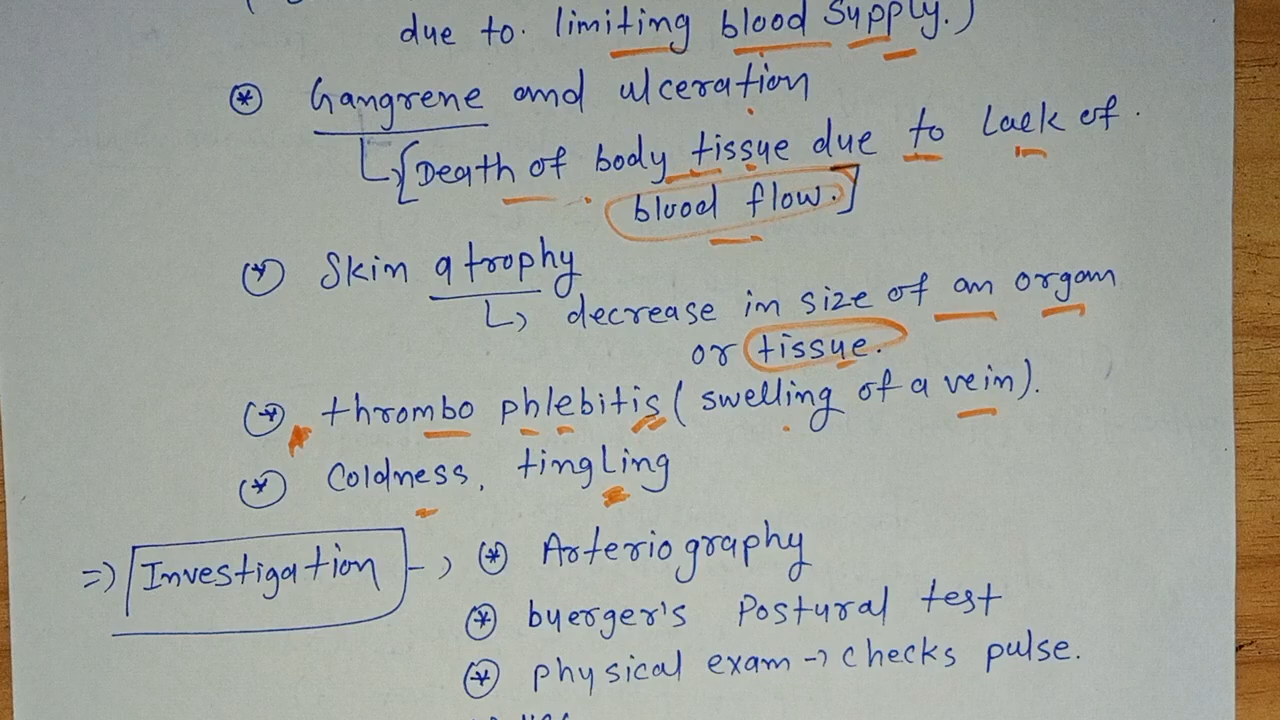 due to. limiting blood supply.)
Gangrene and ulceration
[Death of body tissue due to lack of.
blood flow.]
Skin atrophy
decrease in size of an organ
or tissue.
thrombo phlebitis (swelling of a vein).
Coldness, tingling
=> Investigation -> Arteriography
byerger's Postural test
physical exam -> checks pulse.